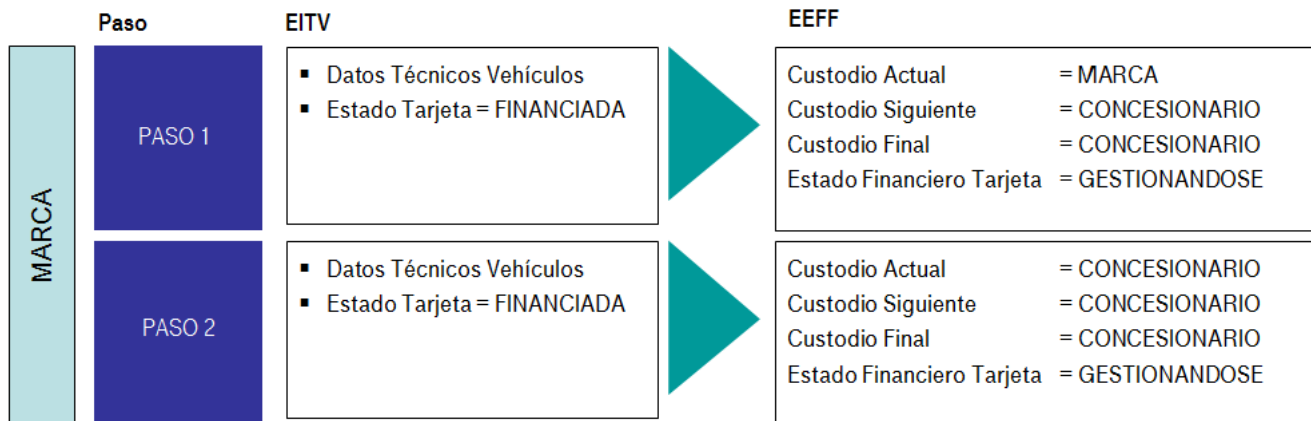 Paso EITV EEFF
MARCA
PASO 1
▪ Datos Técnicos Vehículos
▪ Estado Tarjeta = FINANCIADA
Custodio Actual = MARCA
Custodio Siguiente = CONCESIONARIO
Custodio Final = CONCESIONARIO
Estado Financiero Tarjeta = GESTIONANDOSE
PASO 2
▪ Datos Técnicos Vehículos
▪ Estado Tarjeta = FINANCIADA
Custodio Actual = CONCESIONARIO
Custodio Siguiente = CONCESIONARIO
Custodio Final = CONCESIONARIO
Estado Financiero Tarjeta = GESTIONANDOSE